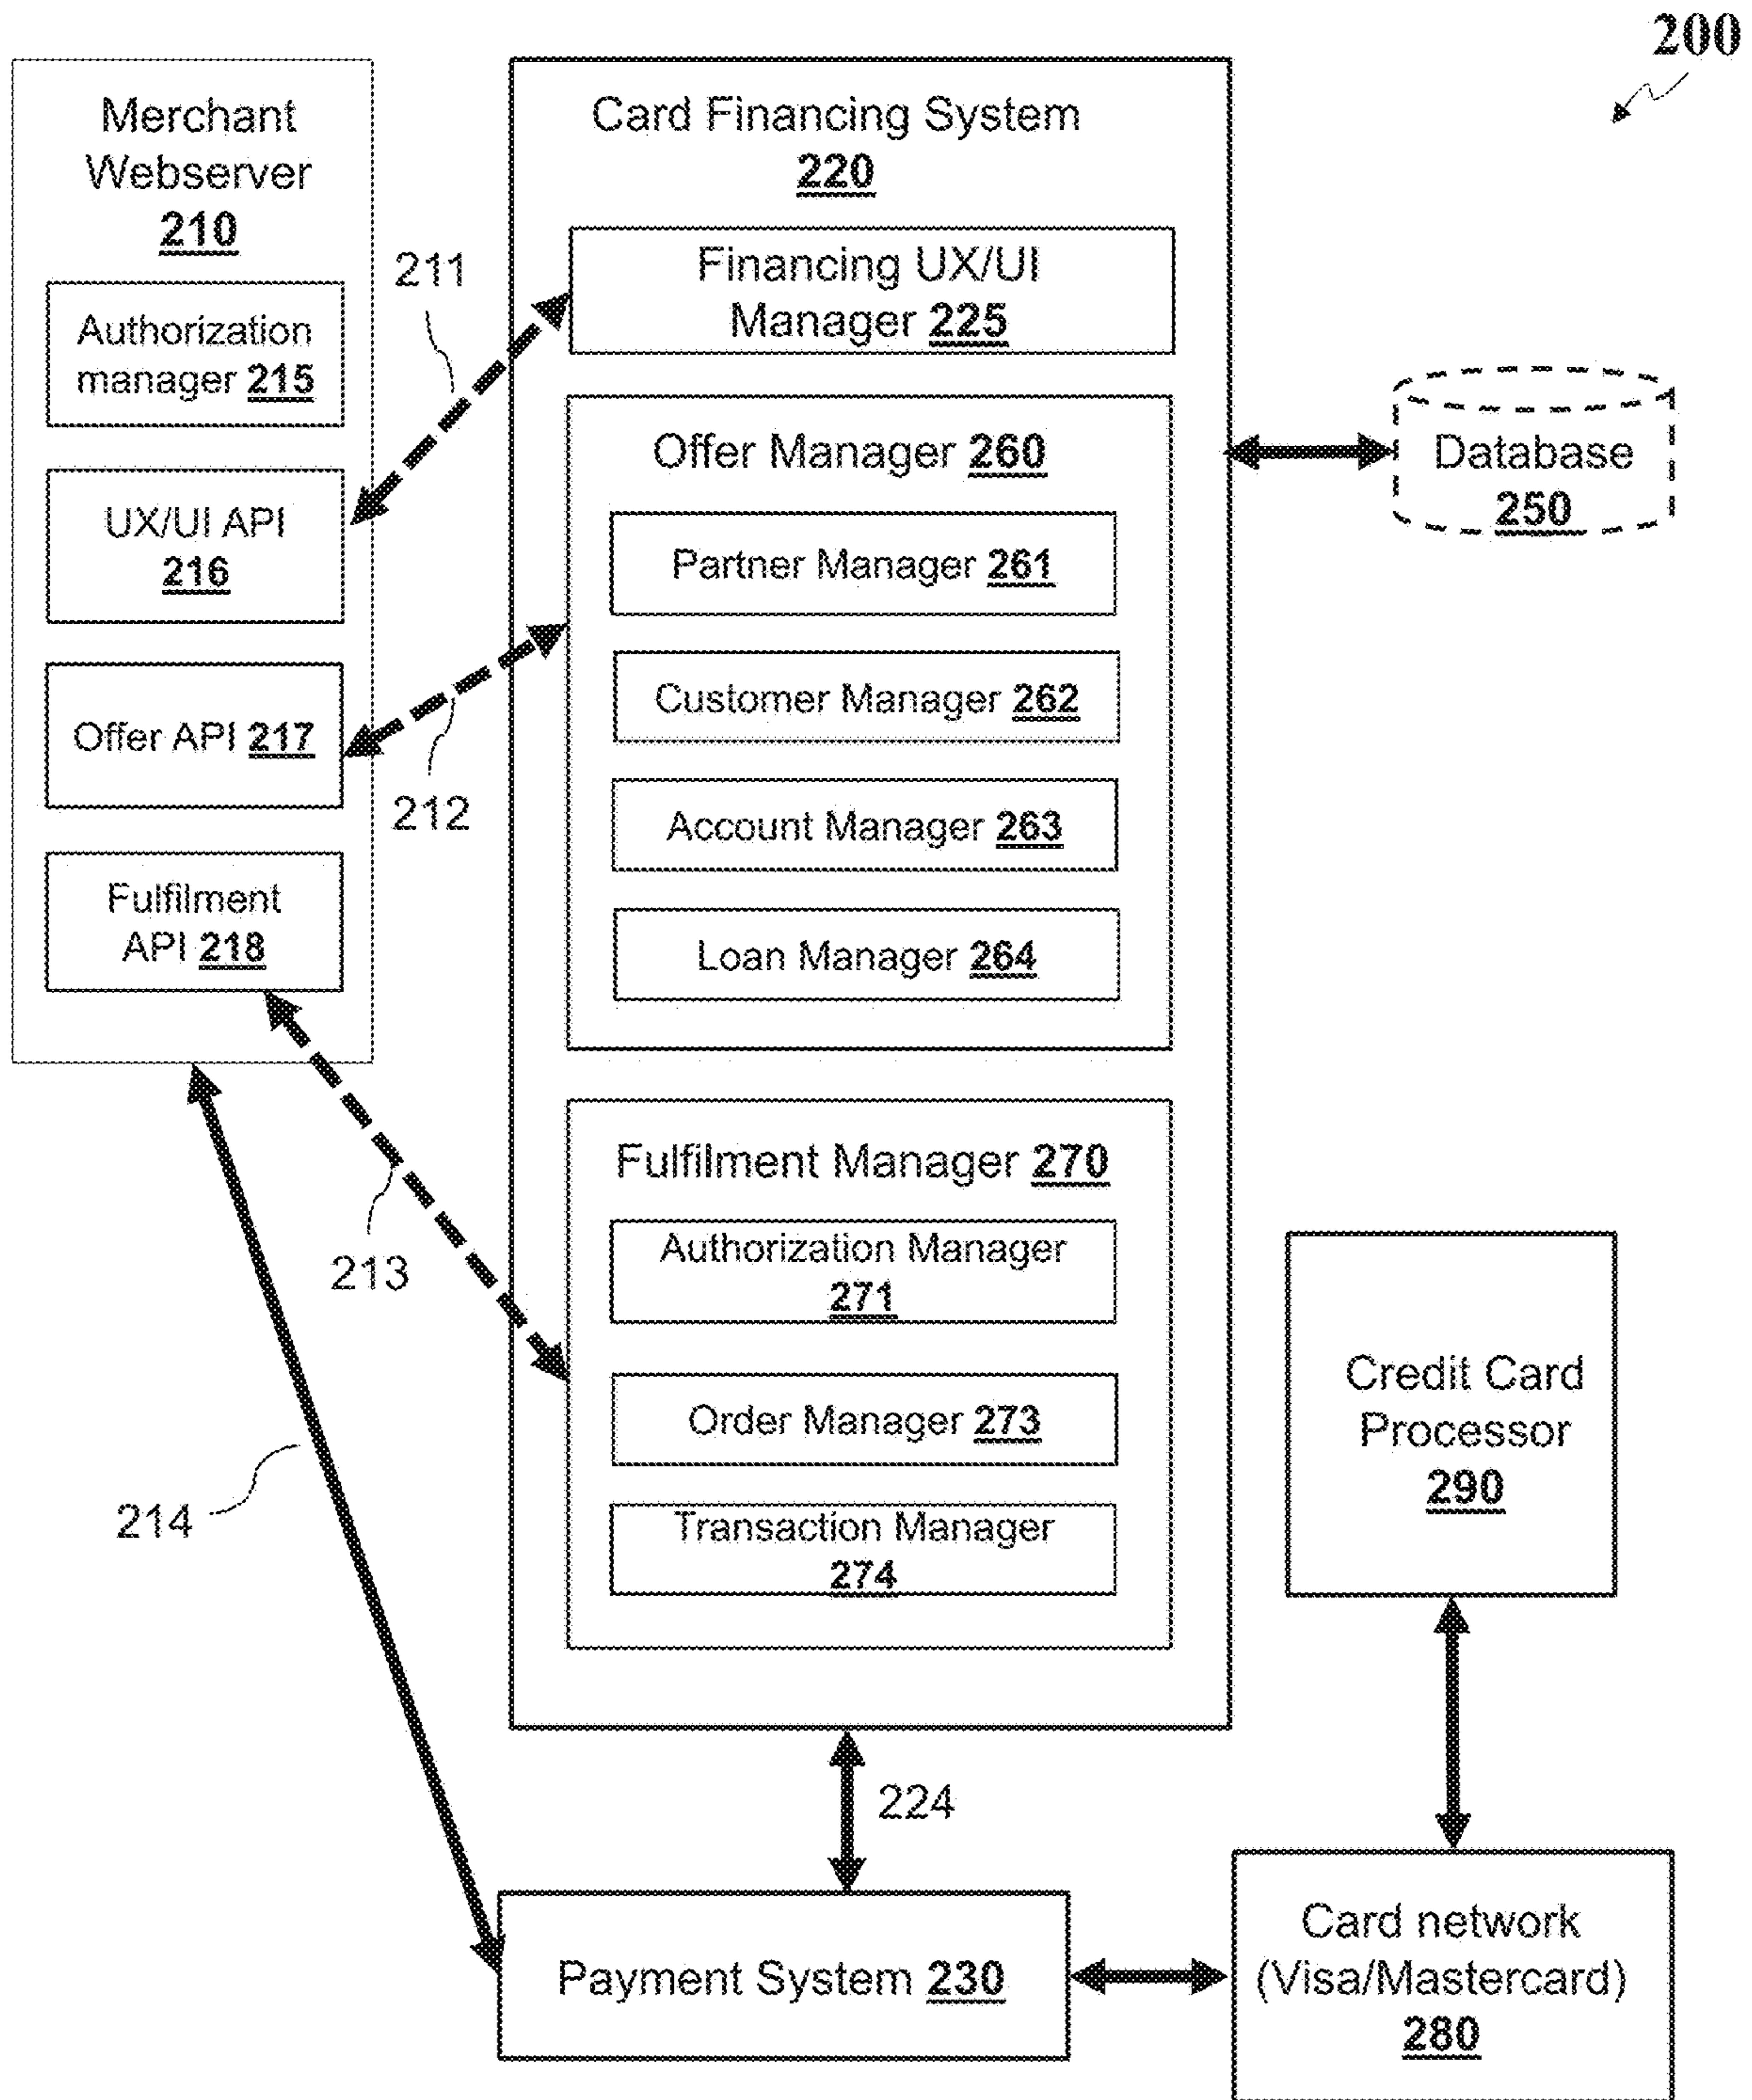 200
Merchant
Webserver
210
Authorization
manager 215
UX/UI API
216
Offer API 217
Fulfilment
API 218
211
212
213
214
Card Financing System
220
Financing UX/UI
Manager 225
Offer Manager 260
Partner Manager 261
Customer Manager 262
Account Manager 263
Loan Manager 264
Fulfilment Manager 270
Authorization Manager
271
Order Manager 273
Transaction Manager
274
Database
250
Credit Card
Processor
290
224
Payment System 230
Card network
(Visa/Mastercard)
280